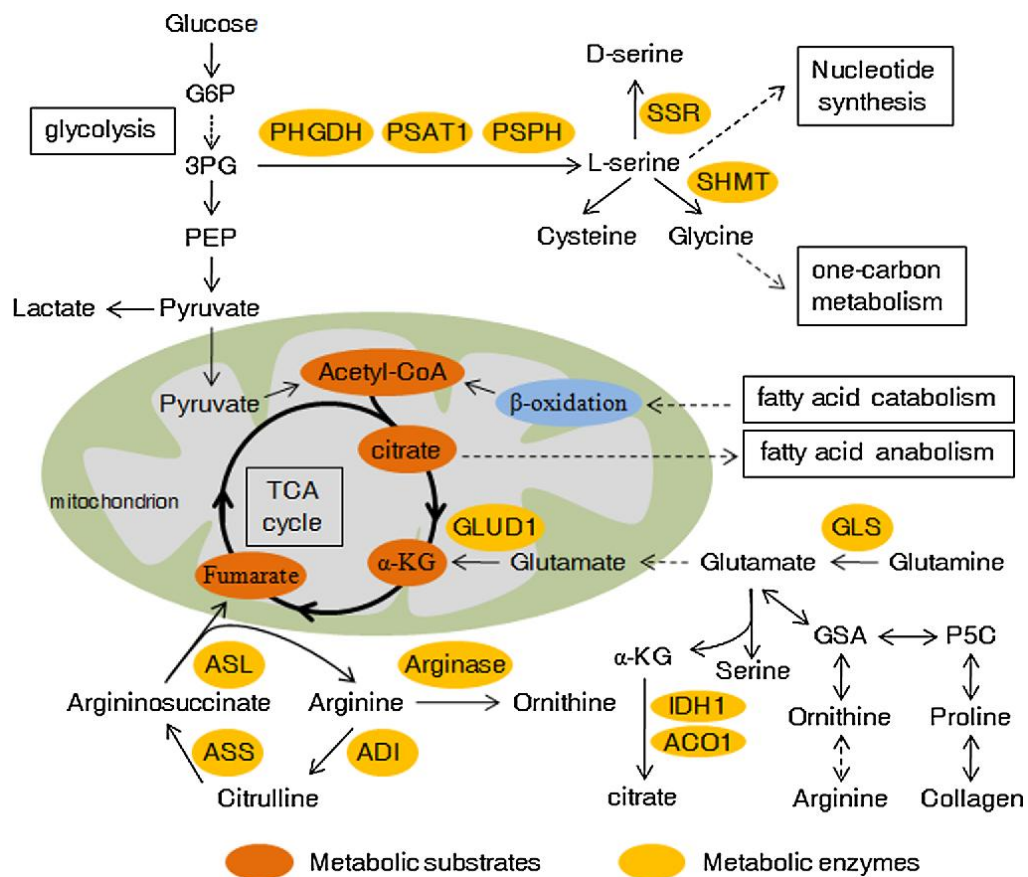 Glucose
G6P
glycolysis
3PG
PHGDH
PSAT1
PSPH
D-serine
SSR
L-serine
SHMT
Nucleotide
synthesis
Cysteine
Glycine
one-carbon
metabolism
PEP
Lactate
Pyruvate
Pyruvate
Acetyl-CoA
β-oxidation
fatty acid catabolism
citrate
fatty acid anabolism
mitochondrion
TCA
cycle
GLUD1
GLS
Fumarate
α-KG
Glutamate
Glutamate
Glutamine
ASL
Arginase
α-KG
Serine
GSA
P5C
Argininosuccinate
Arginine
Ornithine
IDH1
ACO1
Ornithine
Proline
ASS
ADI
Citrulline
citrate
Arginine
Collagen
Metabolic substrates
Metabolic enzymes